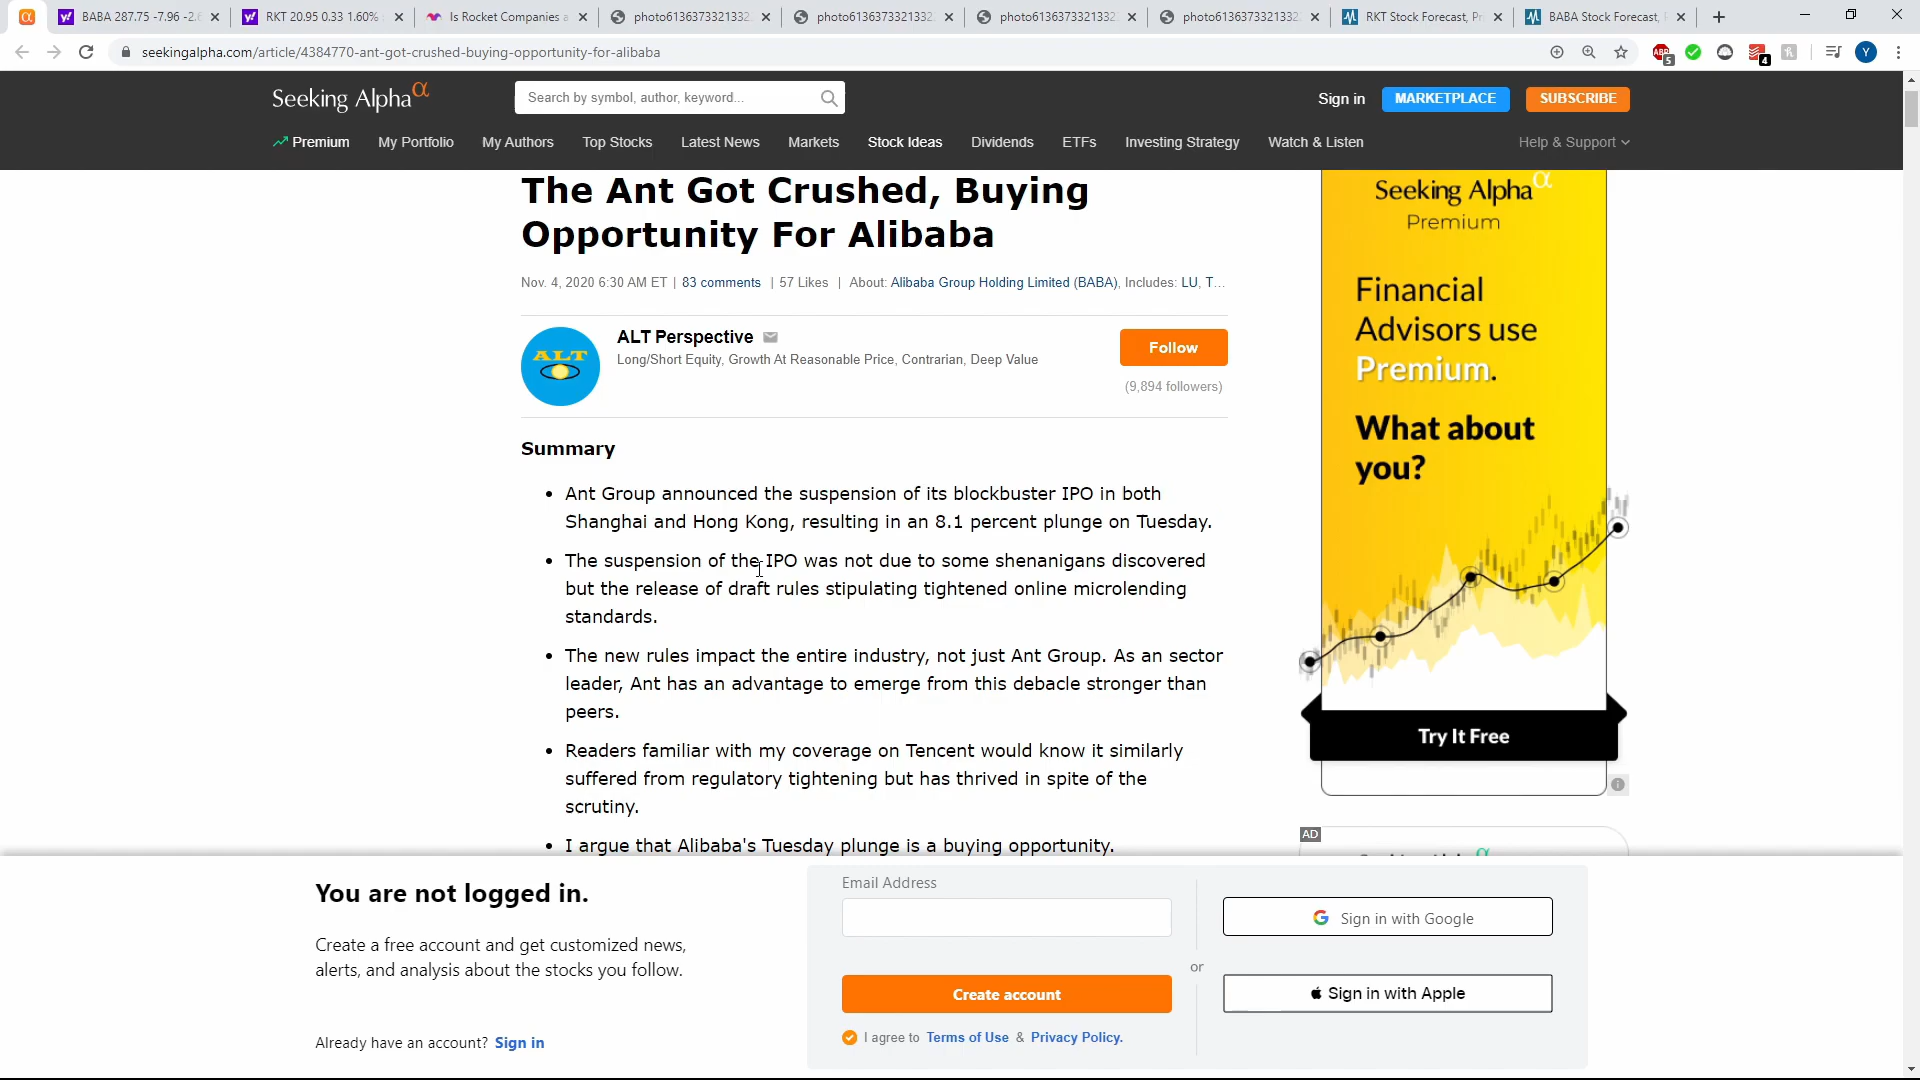 BABA 287.75 -7.96 -2.6
RKT 20.95 0.33 1.60%
Is Rocket Companies a
photo6136373321332
photo6136373321332
photo6136373321332
photo6136373321332
RKT Stock Forecast, Pr
BABA Stock Forecast,
seekingalpha.com/article/4384770-ant-got-crushed-buying-opportunity-for-alibaba
ABP 5
4
Y
Seeking Alpha α
Search by symbol, author, keyword...
Sign in
MARKETPLACE
SUBSCRIBE
Premium My Portfolio My Authors Top Stocks Latest News Markets Stock Ideas Dividends ETFs Investing Strategy Watch & Listen Help & Support
The Ant Got Crushed, Buying
Opportunity For Alibaba
Nov. 4, 2020 6:30 AM ET | 83 comments | 57 Likes | About: Alibaba Group Holding Limited (BABA), Includes: LU, T...
ALT
ALT Perspective
Long/Short Equity, Growth At Reasonable Price, Contrarian, Deep Value
Follow
(9,894 followers)
Summary
• Ant Group announced the suspension of its blockbuster IPO in both
Shanghai and Hong Kong, resulting in an 8.1 percent plunge on Tuesday.
• The suspension of the IPO was not due to some shenanigans discovered
but the release of draft rules stipulating tightened online microlending
standards.
• The new rules impact the entire industry, not just Ant Group. As an sector
leader, Ant has an advantage to emerge from this debacle stronger than
peers.
• Readers familiar with my coverage on Tencent would know it similarly
suffered from regulatory tightening but has thrived in spite of the
scrutiny.
• I argue that Alibaba's Tuesday plunge is a buying opportunity.
Seeking Alpha α
Premium
Financial
Advisors use
Premium.
What about
you?
Try It Free
AD
You are not logged in.
Create a free account and get customized news,
alerts, and analysis about the stocks you follow.
Already have an account? Sign in
Email Address
Create account
I agree to Terms of Use & Privacy Policy.
or
Sign in with Google
Sign in with Apple